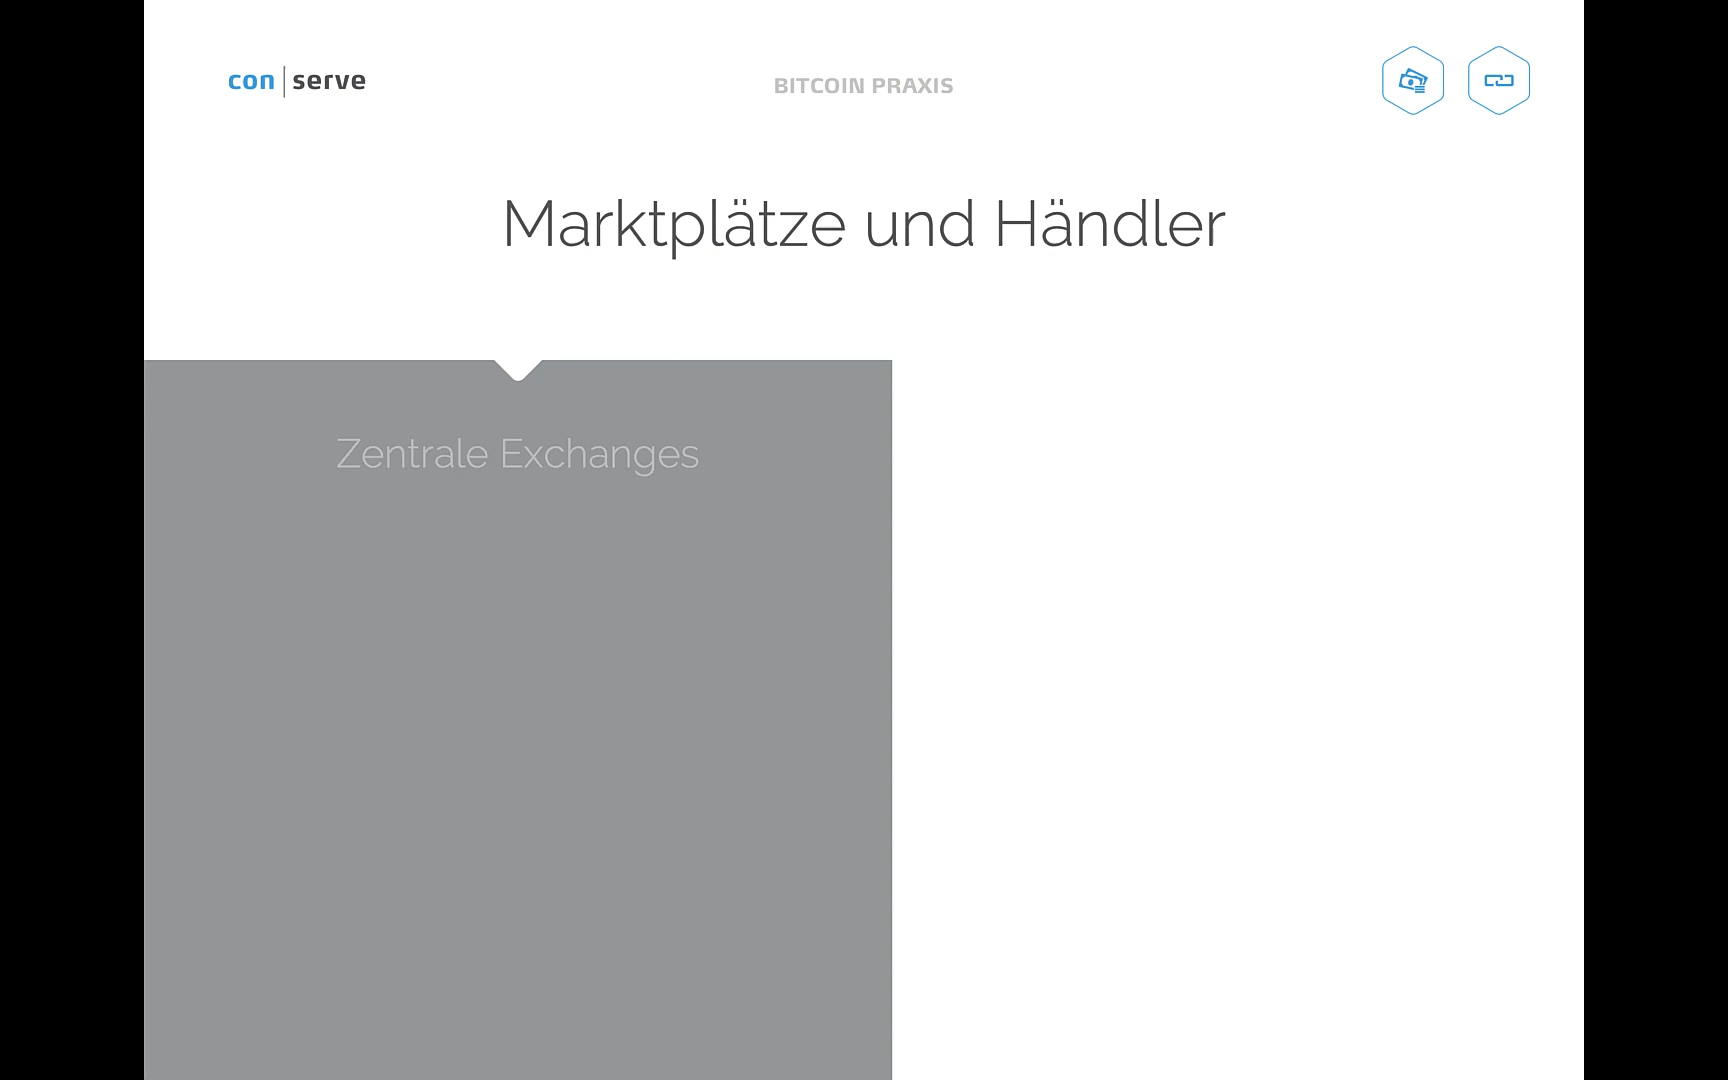 con|serve
BITCOIN PRAXIS
Marktplätze und Händler
Zentrale Exchanges